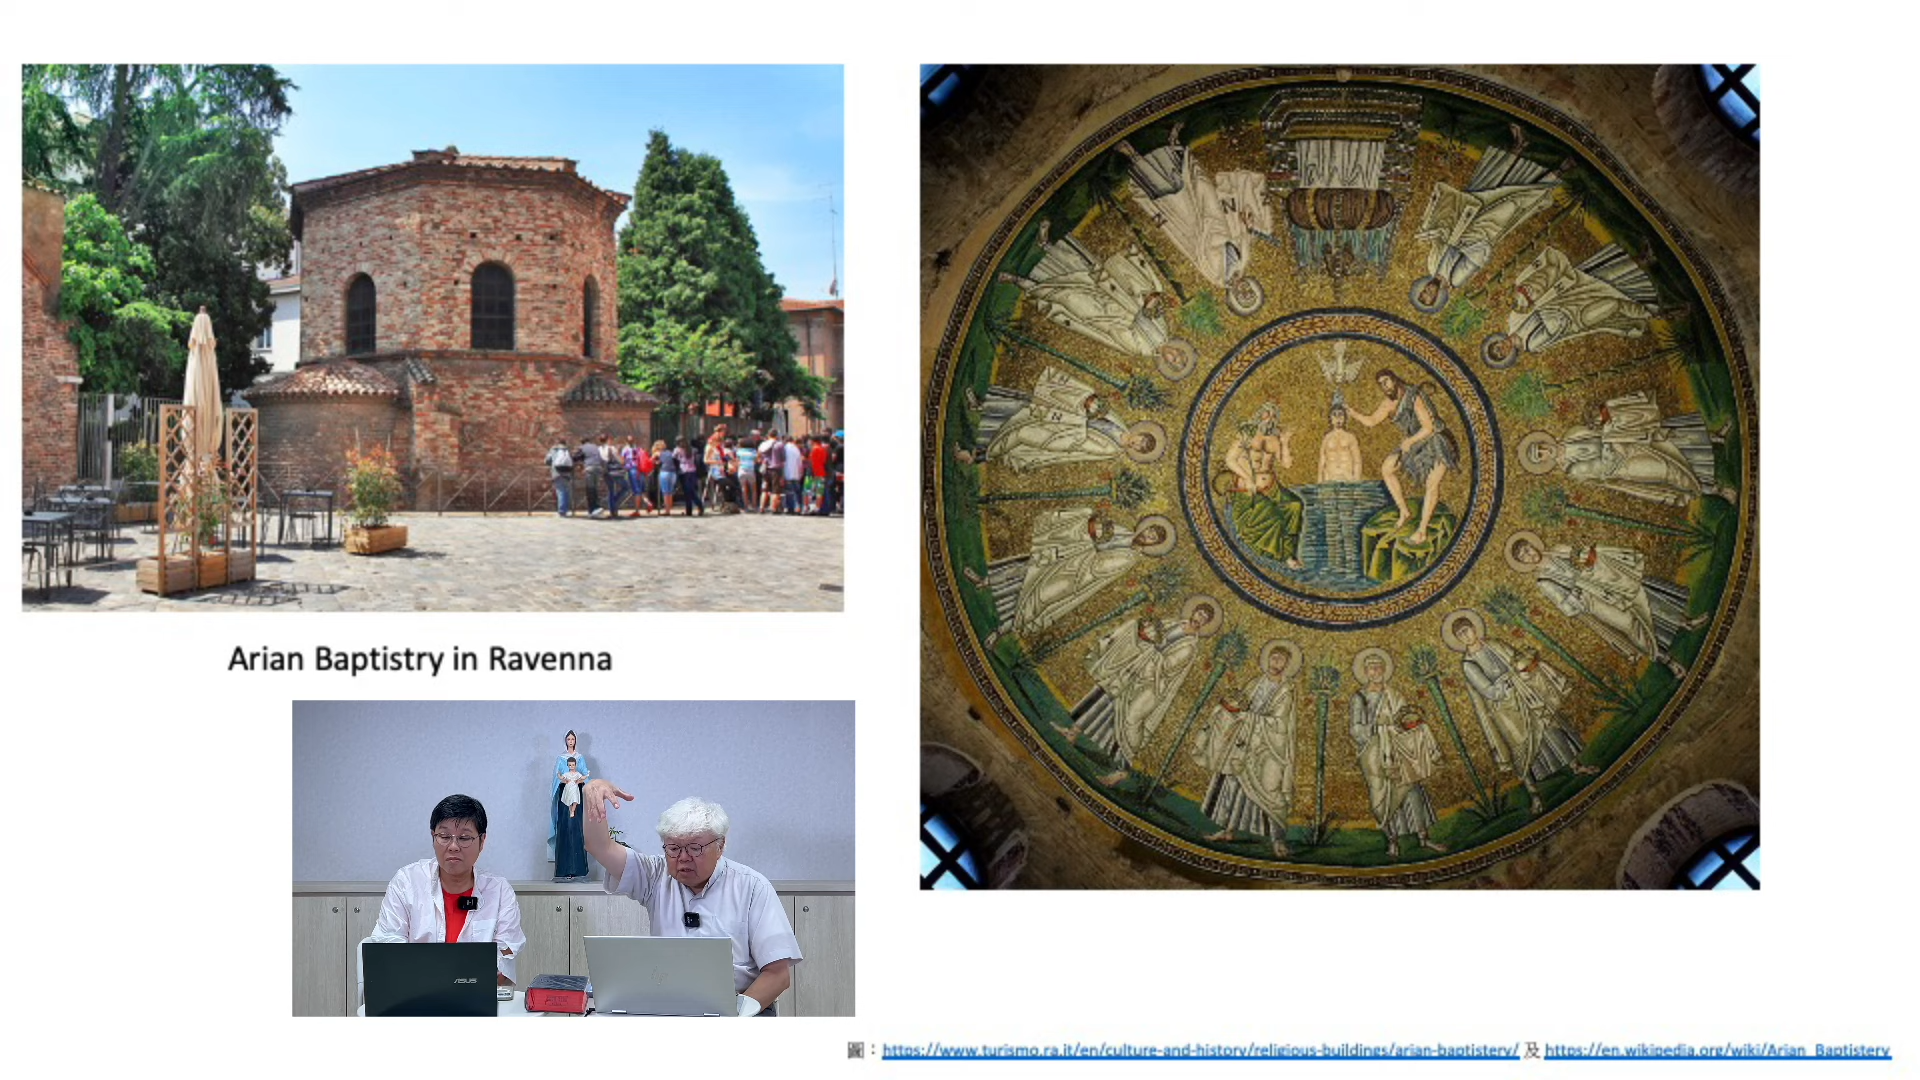 Arian Baptistry in Ravenna
ASUS
圖：https://www.turismo.ra.it/en/culture-and-history/religious-buildings/arian-baptistery/ 及 https://en.wikipedia.org/wiki/Arian_Baptistery